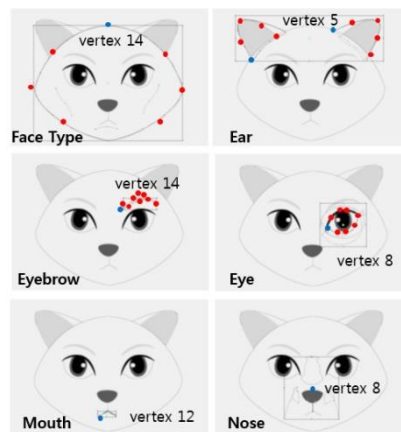 vertex 14
Face Type
vertex 5
Ear
vertex 14
Eyebrow
vertex 8
Eye
vertex 12
Mouth
vertex 8
Nose